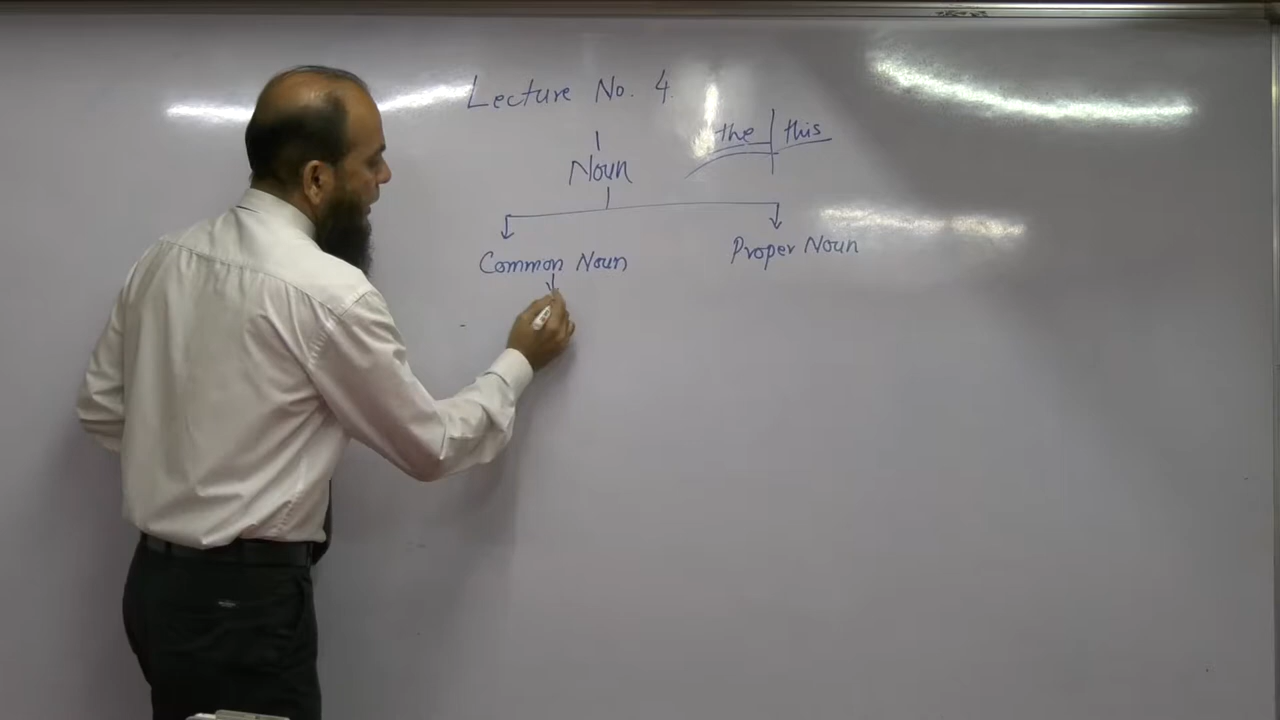 Lecture No. 4.
the | this
Noun
Common Noun
Proper Noun